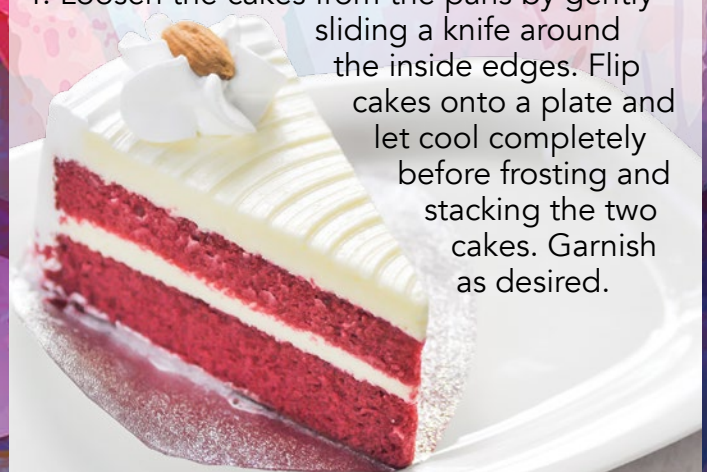 Loosen the cakes from the pans by gently
sliding a knife around
the inside edges. Flip
cakes onto a plate and
let cool completely
before frosting and
stacking the two
cakes. Garnish
as desired.